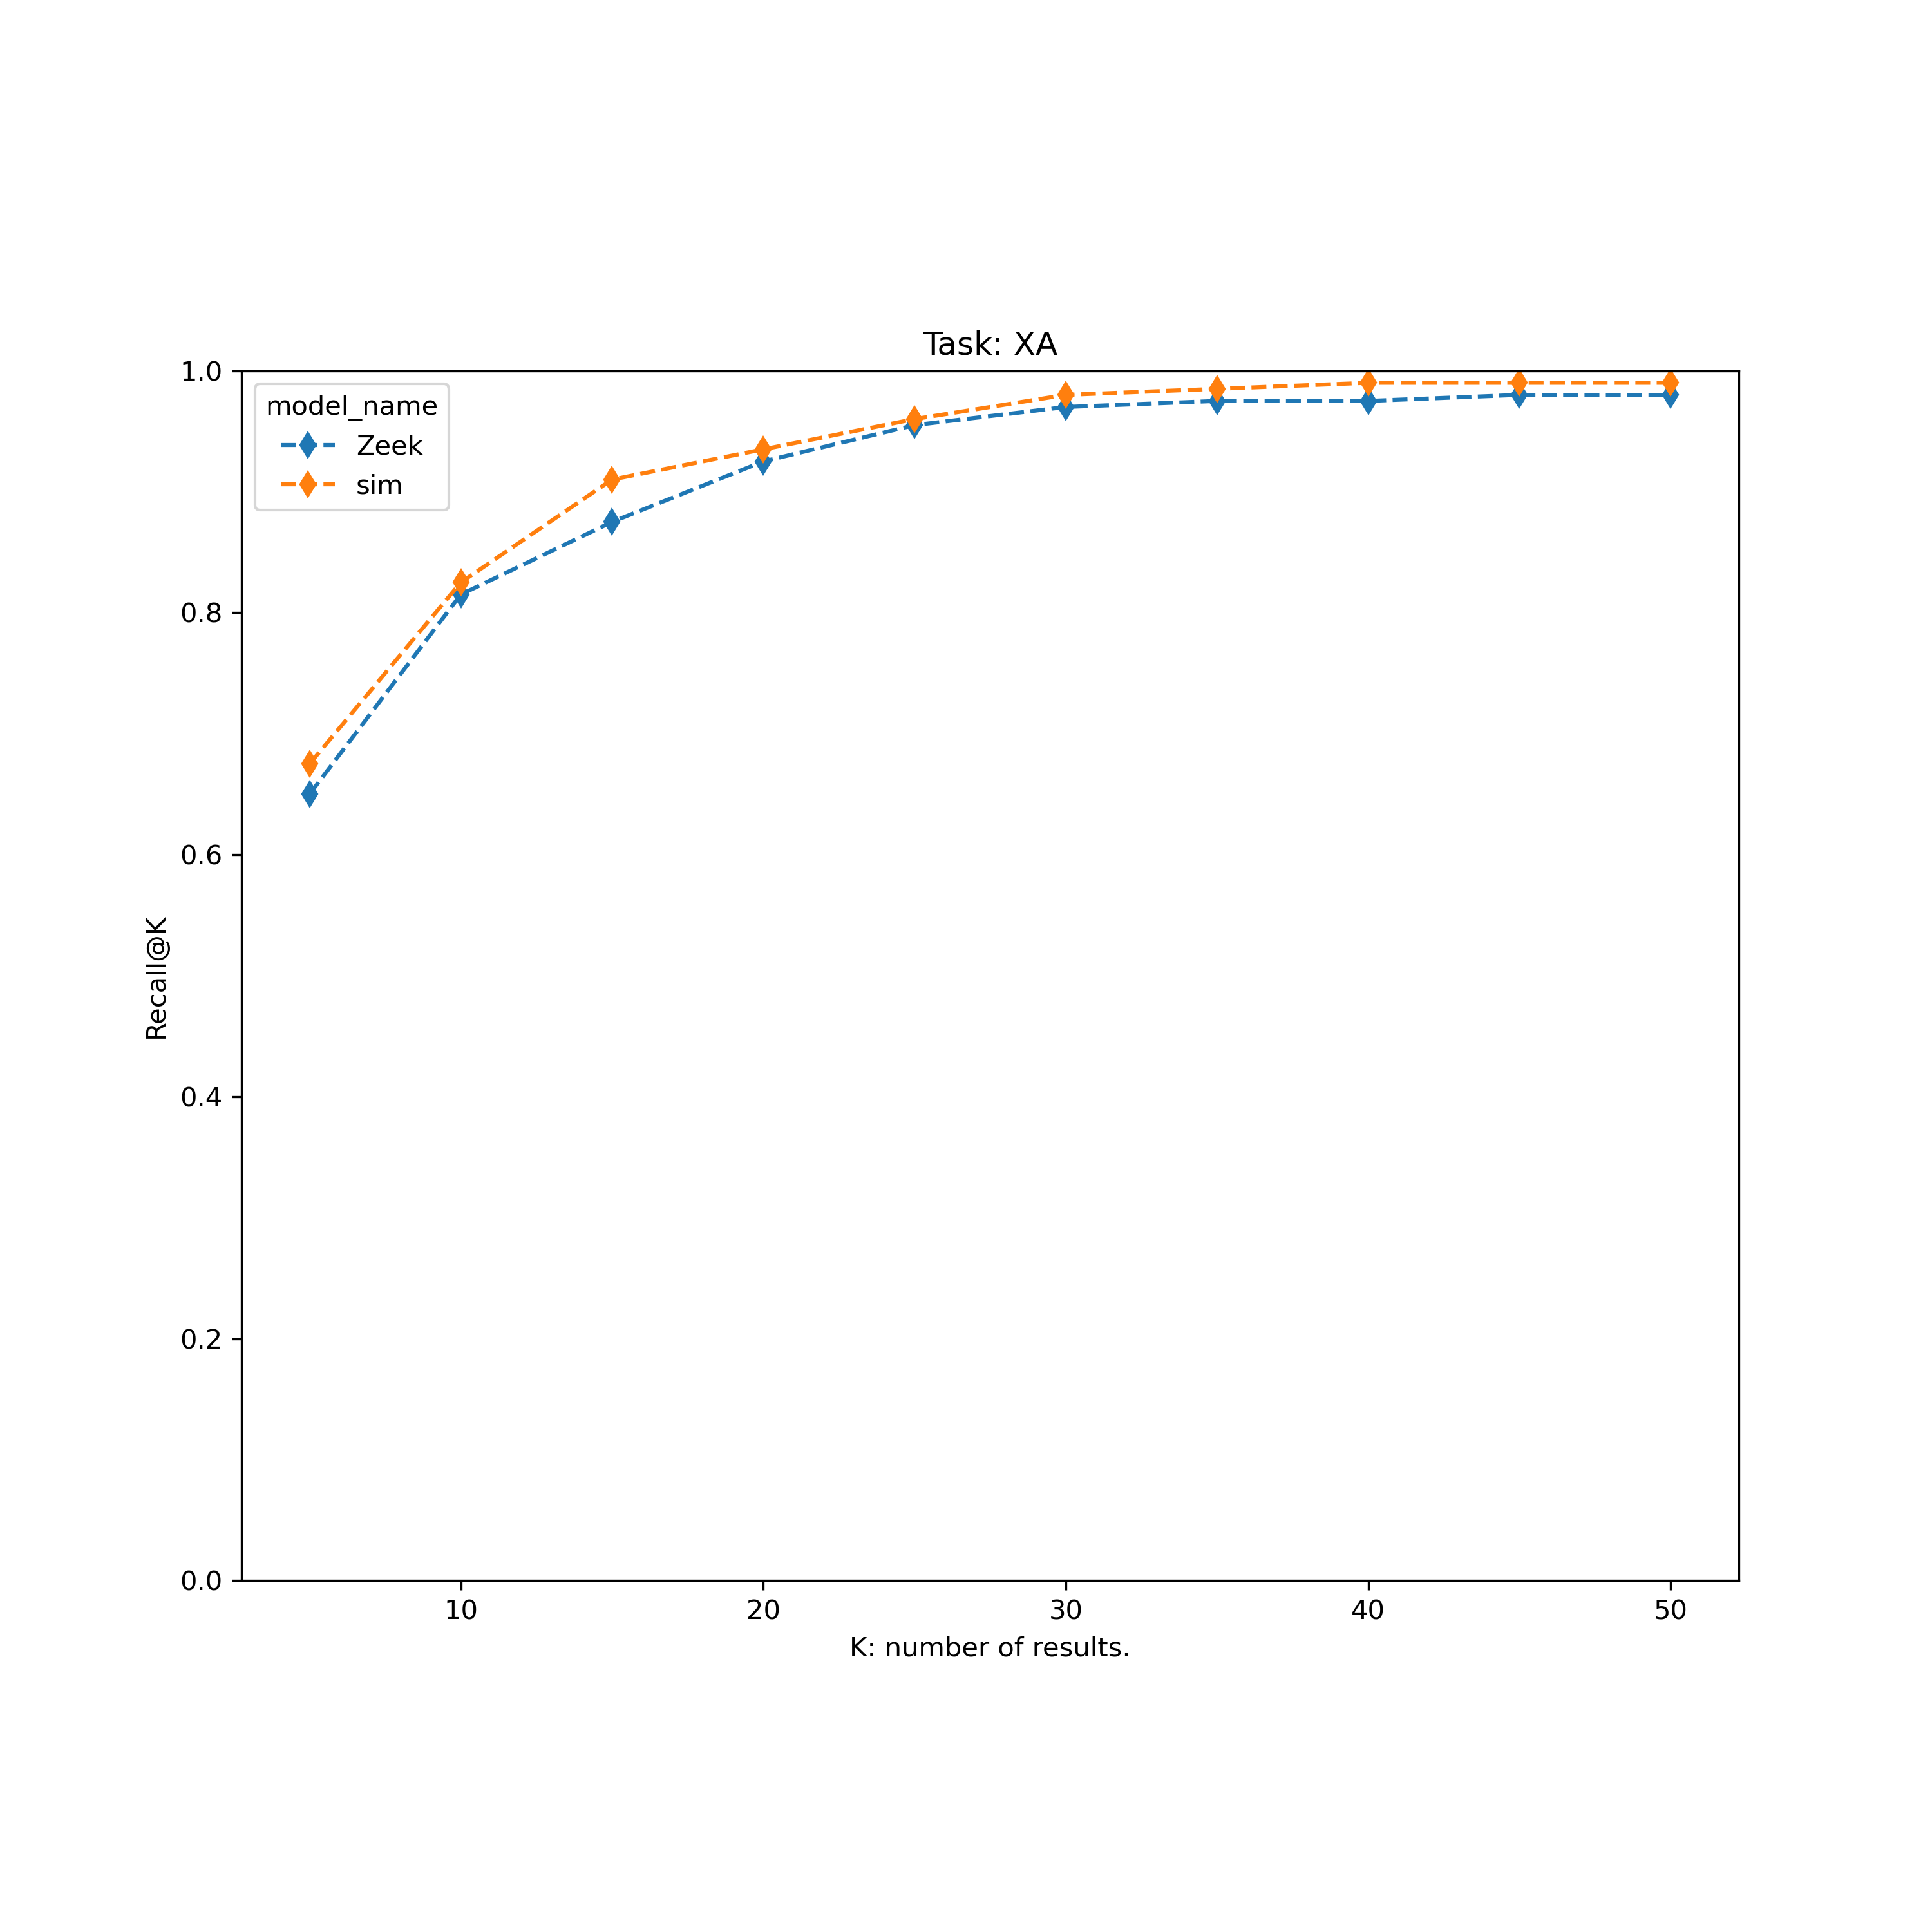 Task: XA
model_name
Zeek
sim
1.0
0.8
0.6
0.4
0.2
0.0
Recall@K
10 20 30 40 50
K: number of results.